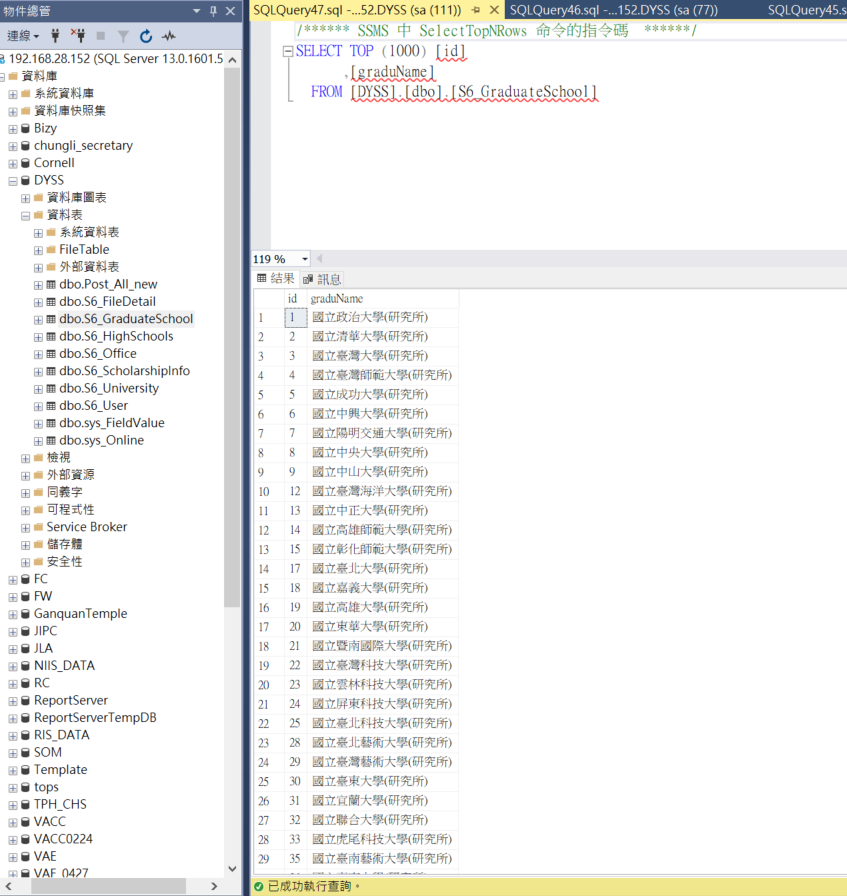 物件總管
連線
192.168.28.152 (SQL Server 13.0.1601.5
資料庫
系統資料庫
資料庫快照集
Bizy
chungli_secretary
Cornell
DYSS
資料庫圖表
資料表
系統資料表
FileTable
外部資料表
dbo.Post_All_new
dbo.S6_FileDetail
dbo.S6_GraduateSchool
dbo.S6_HighSchools
dbo.S6_Office
dbo.S6_ScholarshipInfo
dbo.S6_University
dbo.S6_User
dbo.sys_FieldValue
dbo.sys_Online
檢視
外部資源
同義字
可程式性
Service Broker
儲存體
安全性
FC
FW
GanquanTemple
JIPC
JLA
NIIS_DATA
RC
ReportServer
ReportServerTempDB
RIS_DATA
SOM
Template
tops
TPH_CHS
VACC
VACC0224
VAE
VAE_0427
SQLQuery47.sql -...52.DYSS (sa (111))
SQLQuery46.sql -...152.DYSS (sa (77))
SQLQuery45.s
/****** SSMS 中 SelectTopNRows 命令的指令碼 ******/
SELECT TOP (1000) [id]
,[graduName]
FROM [DYSS].[dbo].[S6_GraduateSchool]
119 %
結果 訊息
id graduName
1 1 國立政治大學(研究所)
2 2 國立清華大學(研究所)
3 3 國立臺灣大學(研究所)
4 4 國立臺灣師範大學(研究所)
5 5 國立成功大學(研究所)
6 6 國立中興大學(研究所)
7 7 國立陽明交通大學(研究所)
8 8 國立中央大學(研究所)
9 9 國立中山大學(研究所)
10 12 國立臺灣海洋大學(研究所)
11 13 國立中正大學(研究所)
12 14 國立高雄師範大學(研究所)
13 15 國立彰化師範大學(研究所)
14 17 國立臺北大學(研究所)
15 18 國立嘉義大學(研究所)
16 19 國立高雄大學(研究所)
17 20 國立東華大學(研究所)
18 21 國立暨南國際大學(研究所)
19 22 國立臺灣科技大學(研究所)
20 23 國立雲林科技大學(研究所)
21 24 國立屏東科技大學(研究所)
22 25 國立臺北科技大學(研究所)
23 28 國立臺北藝術大學(研究所)
24 29 國立臺灣藝術大學(研究所)
25 30 國立臺東大學(研究所)
26 31 國立宜蘭大學(研究所)
27 32 國立聯合大學(研究所)
28 33 國立虎尾科技大學(研究所)
29 35 國立臺南藝術大學(研究所)
已成功執行查詢。